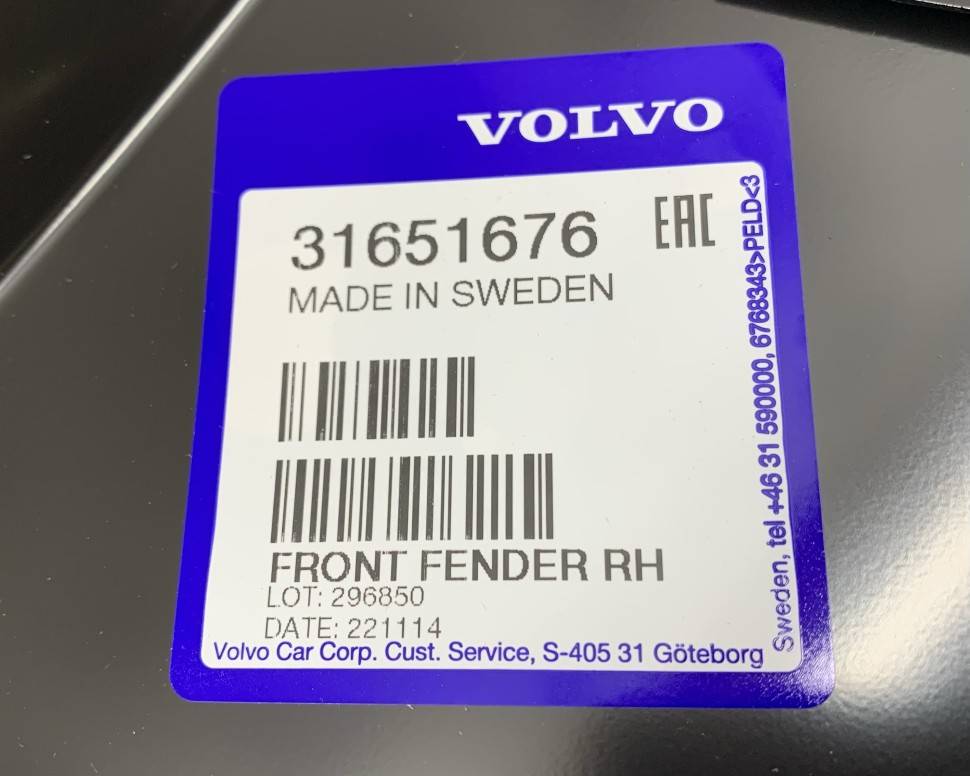 VOLVO
31651676
EAC
MADE IN SWEDEN
FRONT FENDER RH
LOT: 296850
DATE: 221114
Volvo Car Corp. Cust. Service, S-405 31 Göteborg
Sweden, tel +46 31 590000, 6768343>PELD<3